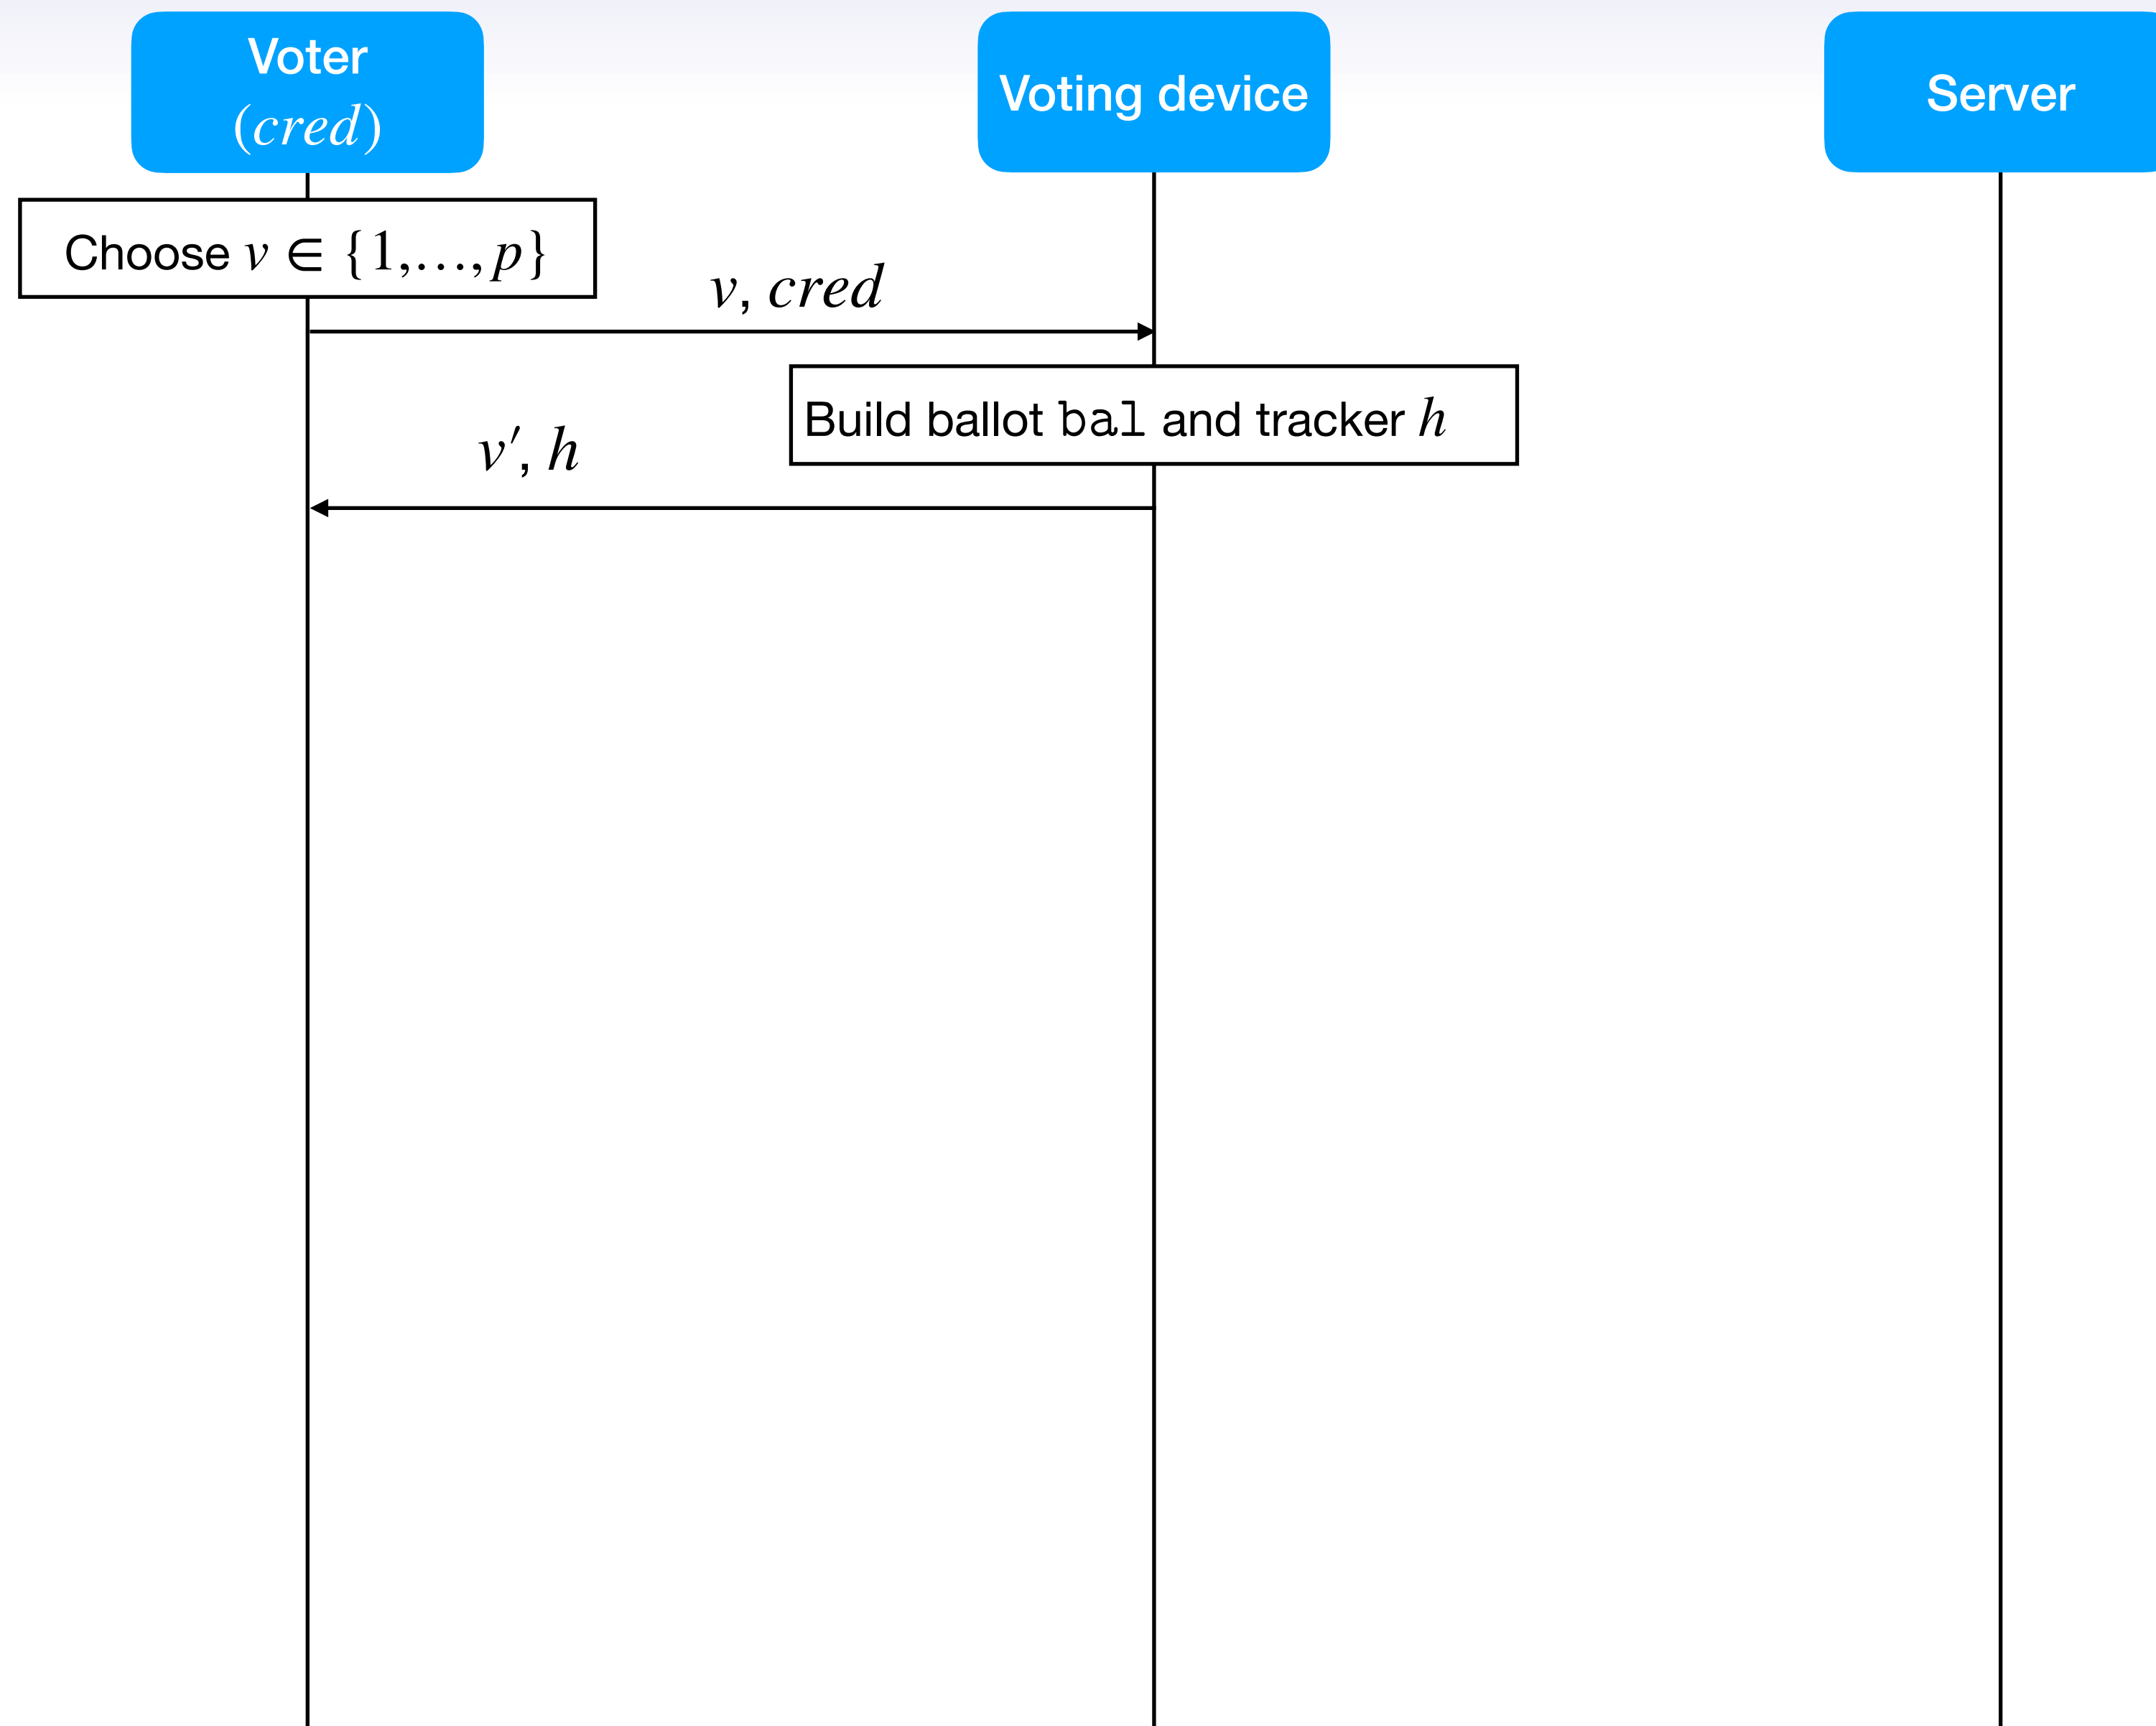 Voter
(cred)
Voting device
Server
Choose v ∈ {1,…, p}
v, cred
Build ballot bal and tracker h
v′, h